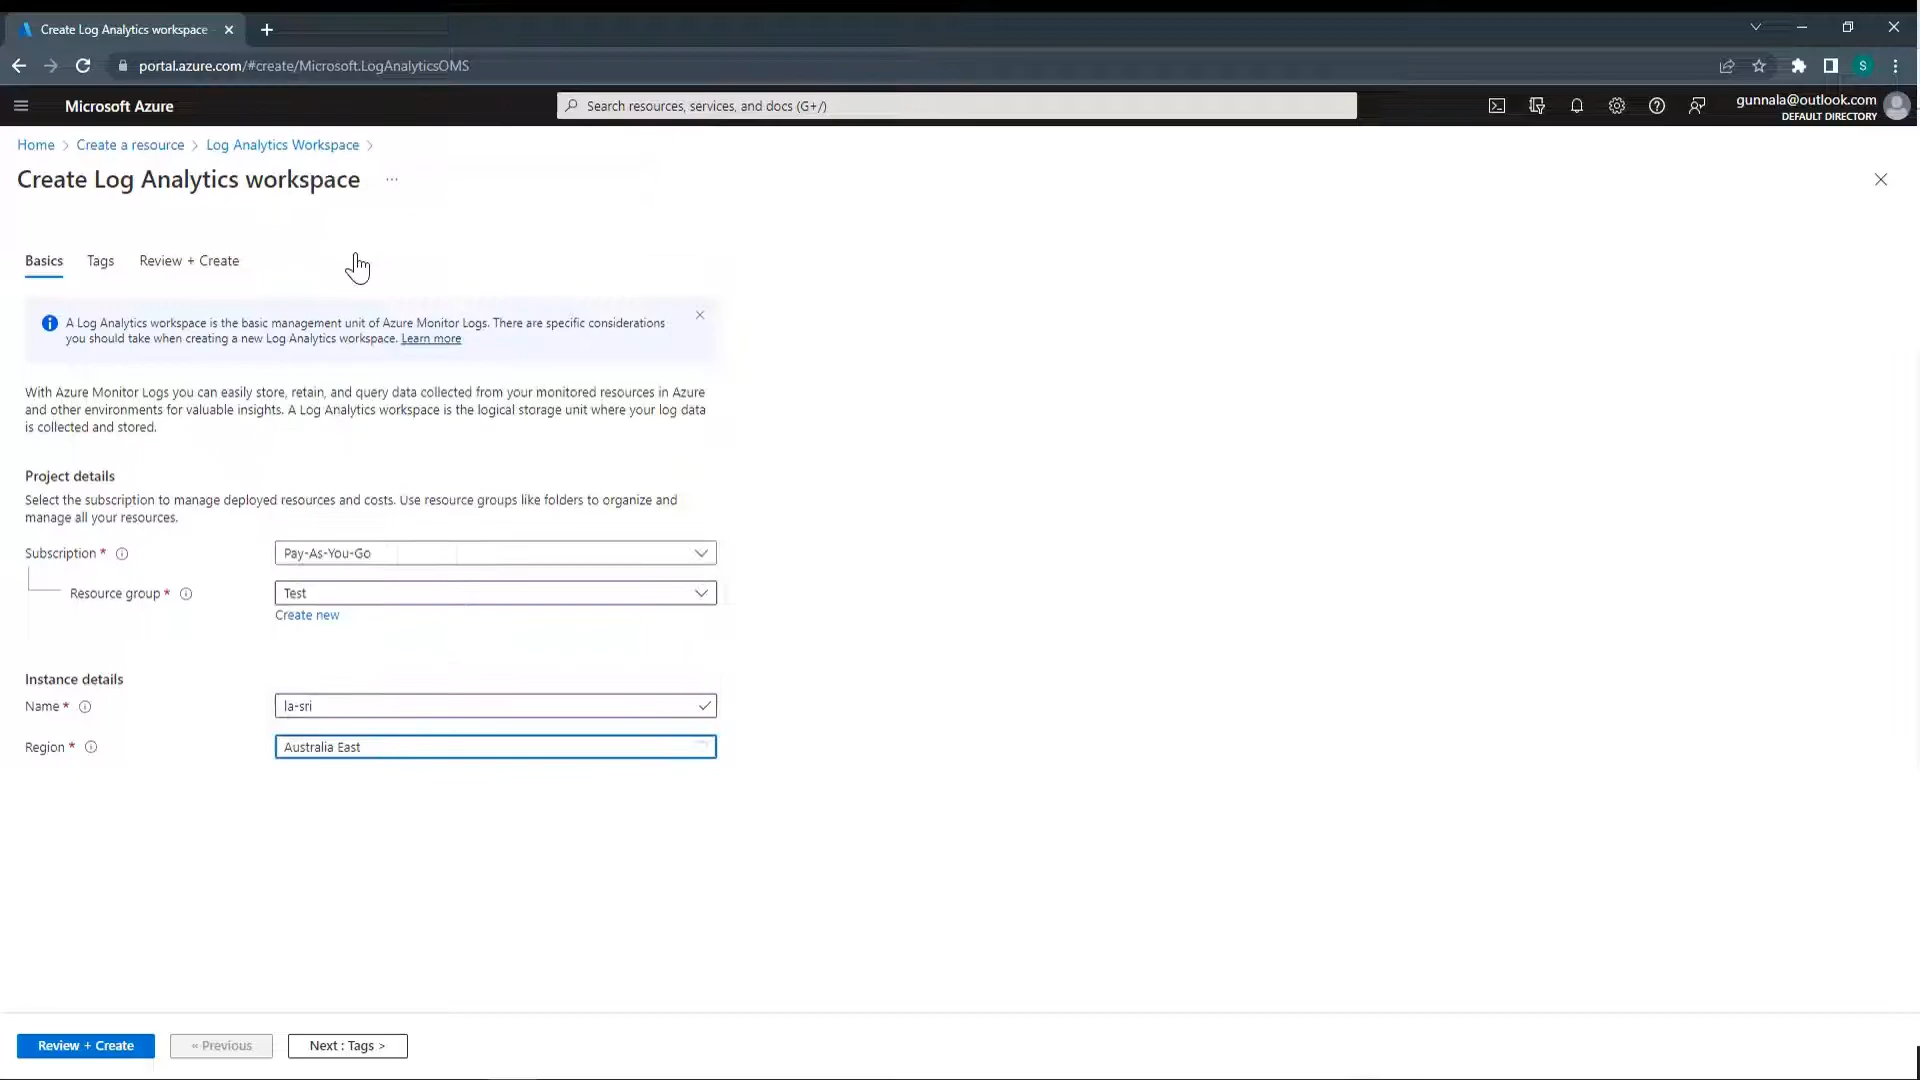 Create Log Analytics workspace
portal.azure.com/#create/Microsoft.LogAnalyticsOMS
S
Microsoft Azure
Search resources, services, and docs (G+/)
gunnala@outlook.com
DEFAULT DIRECTORY
Home > Create a resource > Log Analytics Workspace >
Create Log Analytics workspace ...
Basics Tags Review + Create
A Log Analytics workspace is the basic management unit of Azure Monitor Logs. There are specific considerations
you should take when creating a new Log Analytics workspace. Learn more
With Azure Monitor Logs you can easily store, retain, and query data collected from your monitored resources in Azure
and other environments for valuable insights. A Log Analytics workspace is the logical storage unit where your log data
is collected and stored.
Project details
Select the subscription to manage deployed resources and costs. Use resource groups like folders to organize and
manage all your resources.
Subscription * Pay-As-You-Go
Resource group * Test
Create new
Instance details
Name * la-sri
Region * Australia East
Review + Create « Previous Next : Tags >